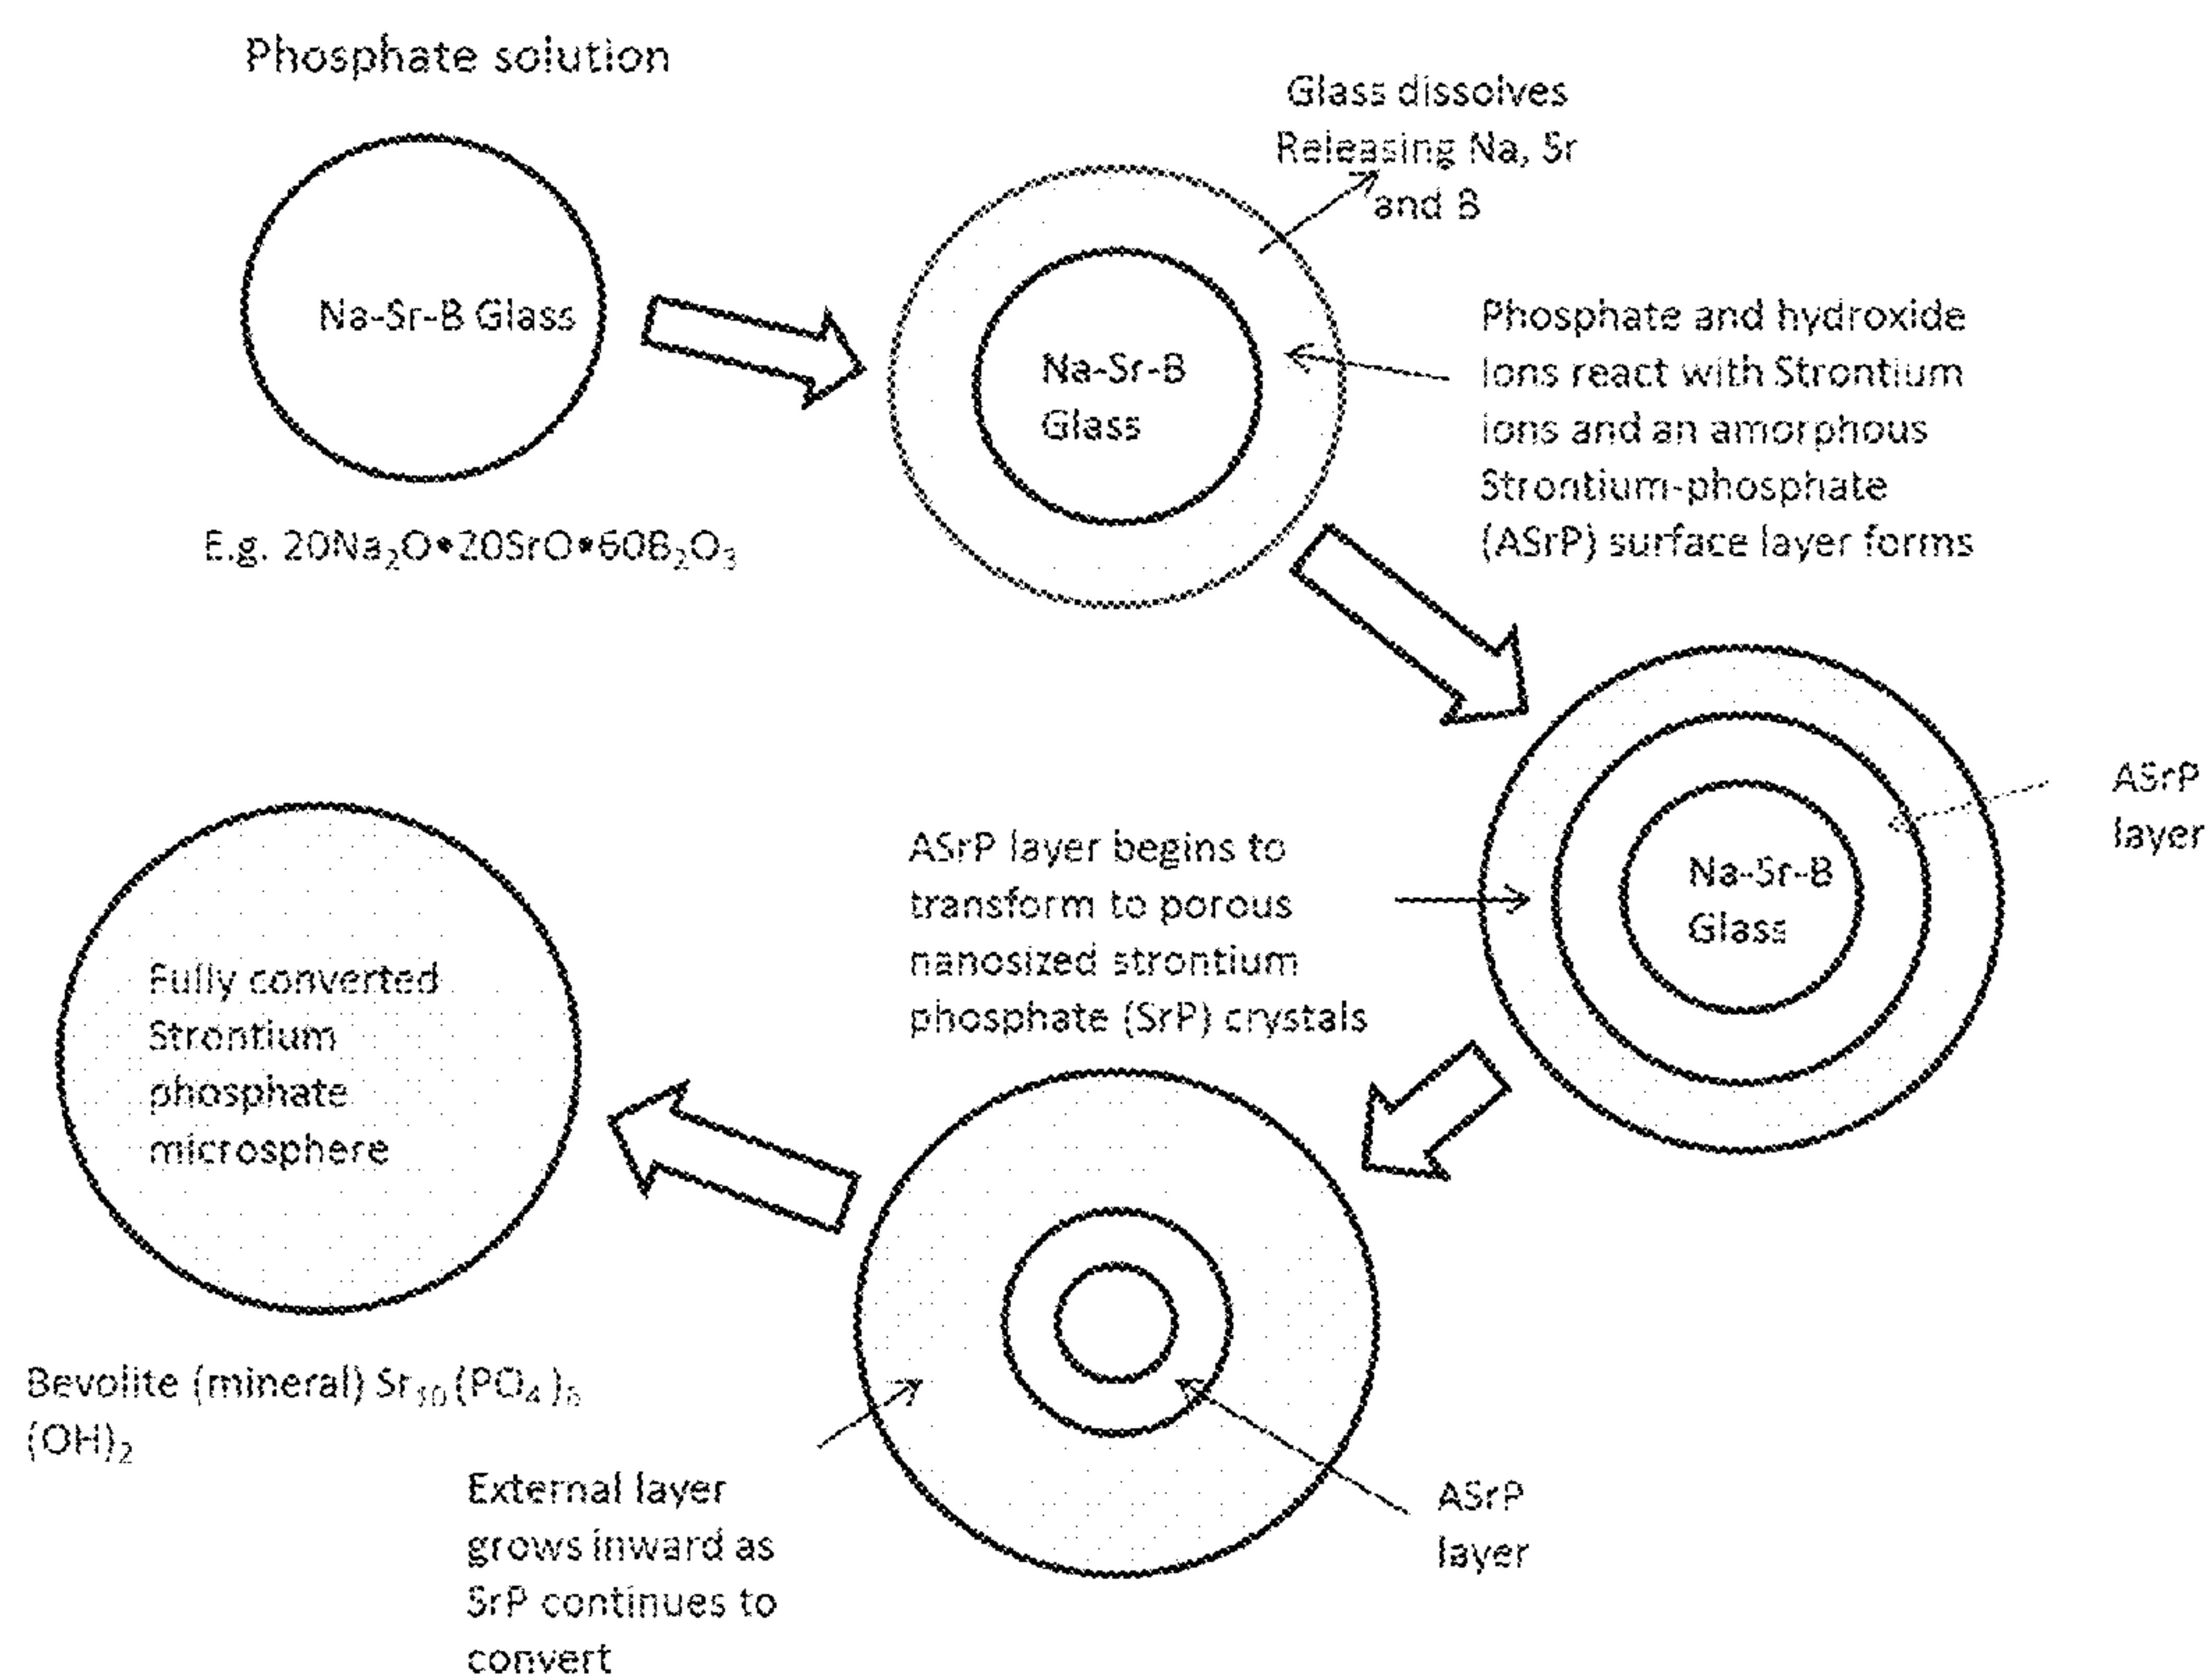 Phosphate solution
Na-Sr-B Glass
E.g. 20Na₂O•20SrO•60B₂O₃
Glass dissolves
Releasing Na, Sr
and B
Na-Sr-B
Glass
Phosphate and hydroxide
Ions react with Strontium
ions and an amorphous
Strontium-phosphate
(ASrP) surface layer forms
ASrP
layer
Na-Sr-B
Glass
ASrP layer begins to
transform to porous
nanosized strontium
phosphate (SrP) crystals
ASrP
layer
External layer
grows inward as
SrP continues to
convert
Fully converted
Strontium
phosphate
microsphere
Bevolite (mineral) Sr₁₀(PO₄)₆
(OH)₂